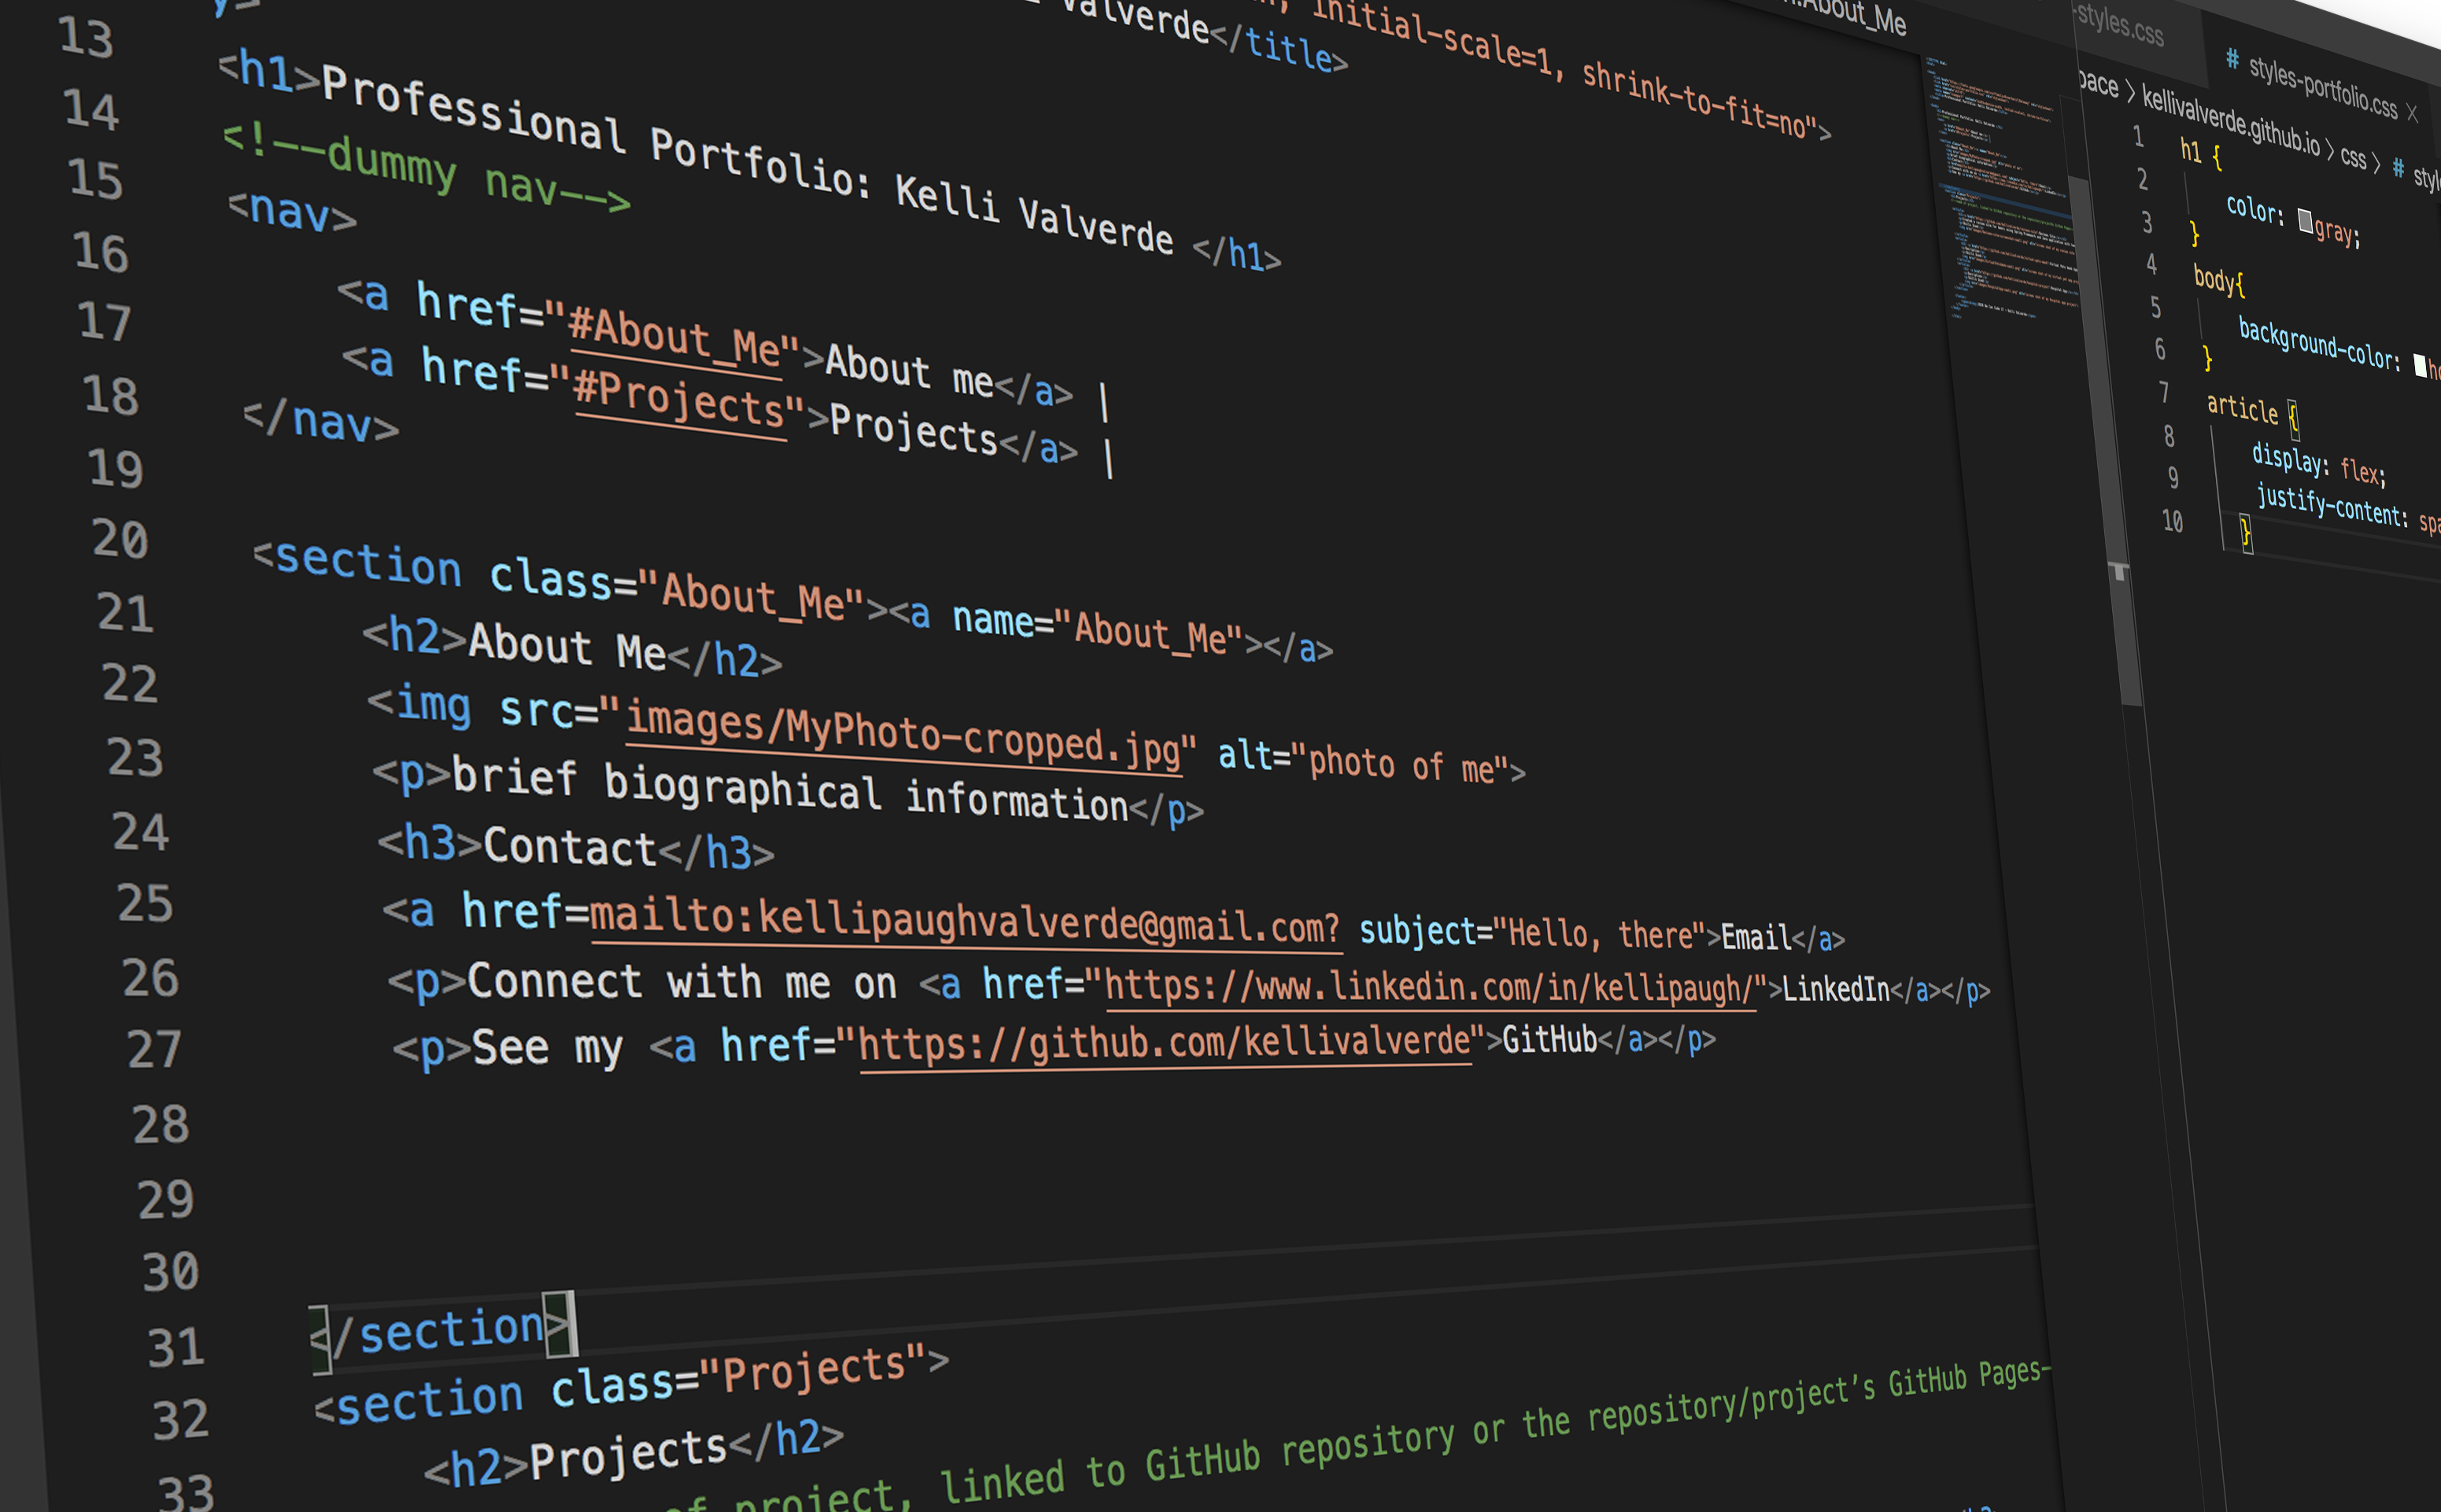 initial-scale=1, shrink-to-fit=no">
Valverde</title>
13
14 <h1>Professional Portfolio: Kelli Valverde </h1>
15 <!--dummy nav-->
16 <nav>
17 <a href="#About_Me">About me</a> |
18 <a href="#Projects">Projects</a> |
19 </nav>
20
21 <section class="About_Me"><a name="About_Me"></a>
22 <h2>About Me</h2>
23 <img src="images/MyPhoto-cropped.jpg" alt="photo of me">
24 <p>brief biographical information</p>
25 <h3>Contact</h3>
26 <a href=mailto:kellipaughvalverde@gmail.com? subject="Hello, there">Email</a>
27 <p>Connect with me on <a href="https://www.linkedin.com/in/kellipaugh/">LinkedIn</a></p>
28 <p>See my <a href="https://github.com/kellivalverde">GitHub</a></p>
29
30
31 </section>
32 <section class="Projects">
33 <h2>Projects</h2>
of project, linked to GitHub repository or the repository/project's GitHub Pages-
About_Me
-styles.css
# styles-portfolio.css
kellivalverde.github.io > css > #
1 h1 {
2 color: gray;
3 }
4 body{
5 background-color:
6 }
7 article {
8 display: flex;
9 justify-content:
10 }